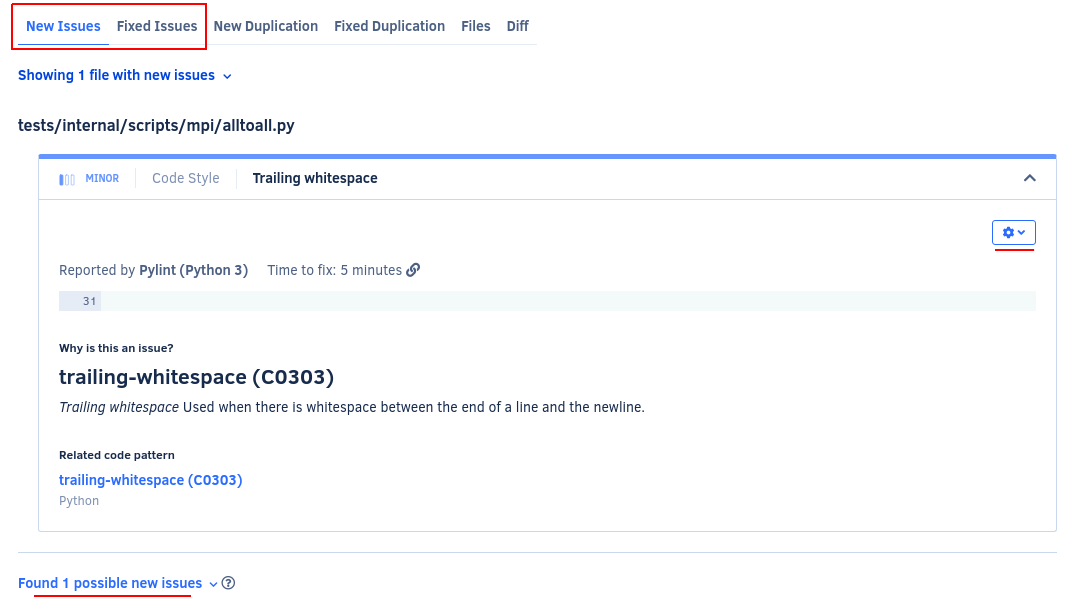 New Issues Fixed Issues New Duplication Fixed Duplication Files Diff
Showing 1 file with new issues
tests/internal/scripts/mpi/alltoall.py
MINOR Code Style Trailing whitespace
Reported by Pylint (Python 3) Time to fix: 5 minutes
31
Why is this an issue?
trailing-whitespace (C0303)
Trailing whitespace Used when there is whitespace between the end of a line and the newline.
Related code pattern
trailing-whitespace (C0303)
Python
Found 1 possible new issues ?